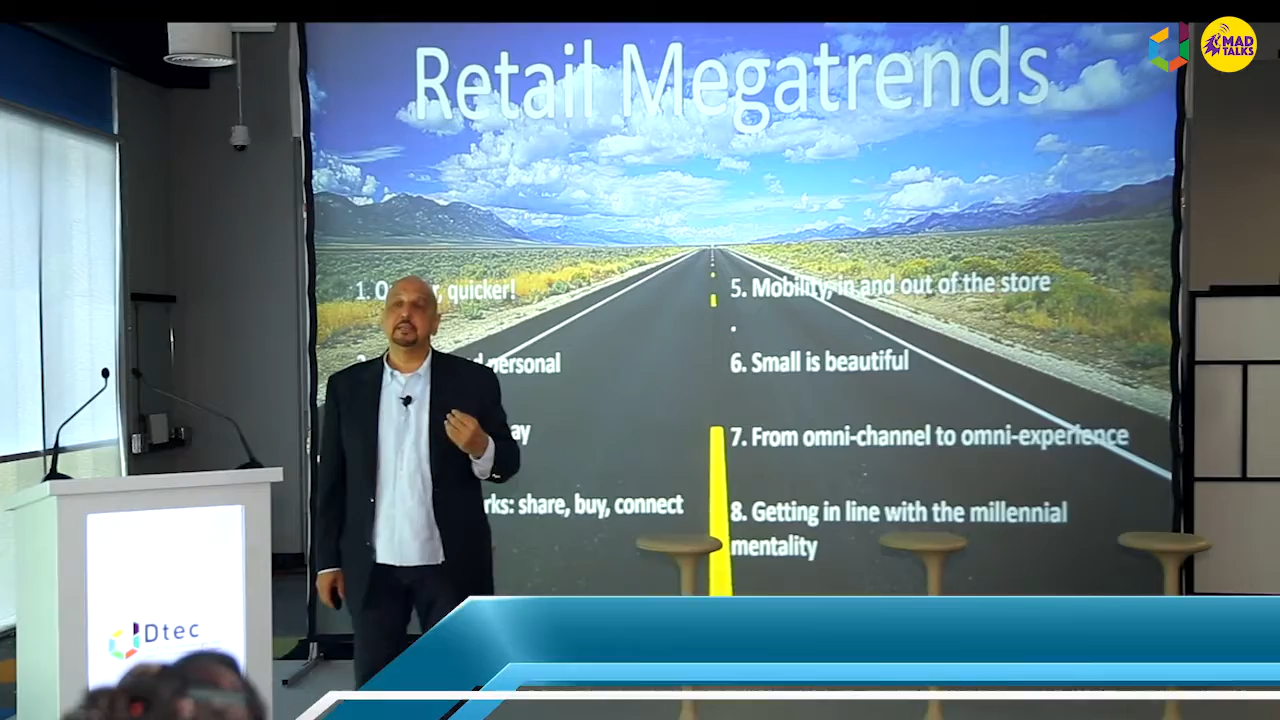 MAD
TALKS
Retail Megatrends
1. quicker!
personal
rks: share, buy, connect
5. Mobility, in and out of the store
6. Small is beautiful
7. From omni-channel to omni-experience
8. Getting in line with the millennial
mentality
Dtec